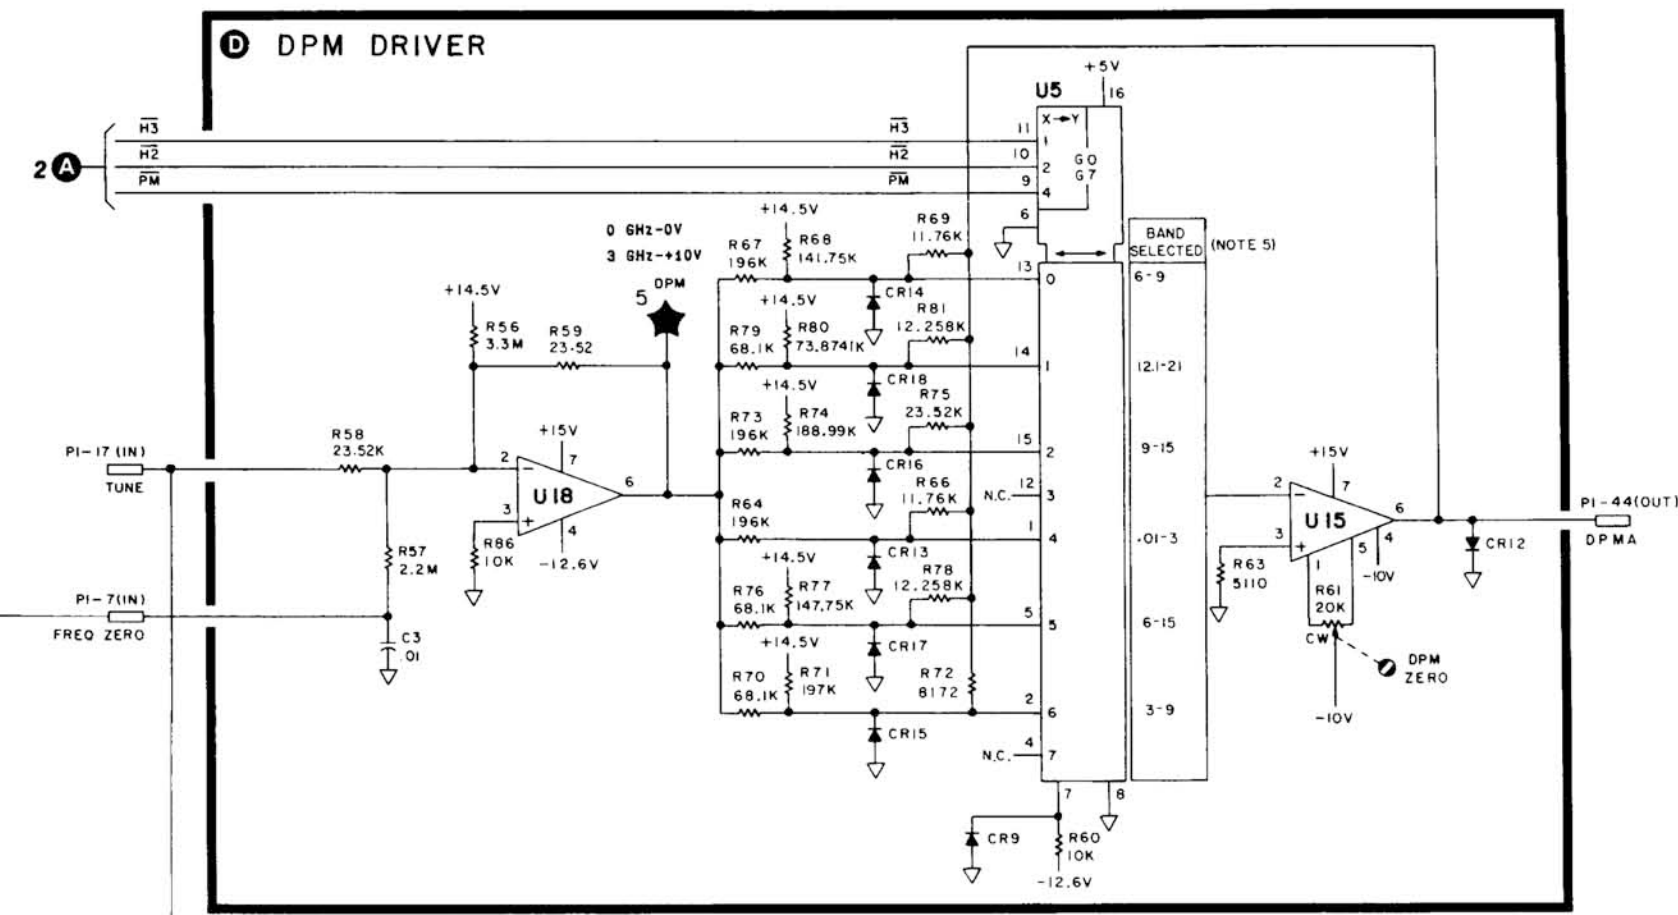 D DPM DRIVER
+5V
U5
16
X→Y
H3
H3
11
1
2 A
H2
H2
10
2
G0
G7
PM
PM
9
4
6
+14.5V
0 GHz-0V
3 GHz-+10V
DPM
5
R67
196K
R68
141.75K
R69
11.76K
BAND
SELECTED
(NOTE 5)
13
0
6-9
CR14
+14.5V
+14.5V
R81
12.258K
R56
3.3M
R59
23.52
R79
68.1K
R80
73.8741K
14
1
12.1-21
CR18
+14.5V
R75
23.52K
R73
196K
R74
188.99K
15
2
9-15
CR16
P1-17 (IN)
TUNE
R58
23.52K
+15V
2
7
-
U18
6
3
+
4
-12.6V
R86
10K
R66
11.76K
12
N.C.
3
R64
196K
1
4
.01-3
CR13
+15V
2
7
-
U15
6
3
+
4
5
1
-10V
P1-44(OUT)
DPMA
CR12
R63
5110
R61
20K
CW
DPM
ZERO
-10V
R57
2.2M
P1-7(IN)
FREQ ZERO
C3
.01
+14.5V
R78
12.258K
R76
68.1K
R77
147.75K
5
5
6-15
CR17
+14.5V
R70
68.1K
R71
197K
R72
8172
2
6
3-9
CR15
4
N.C.
7
7
8
CR9
R60
10K
-12.6V